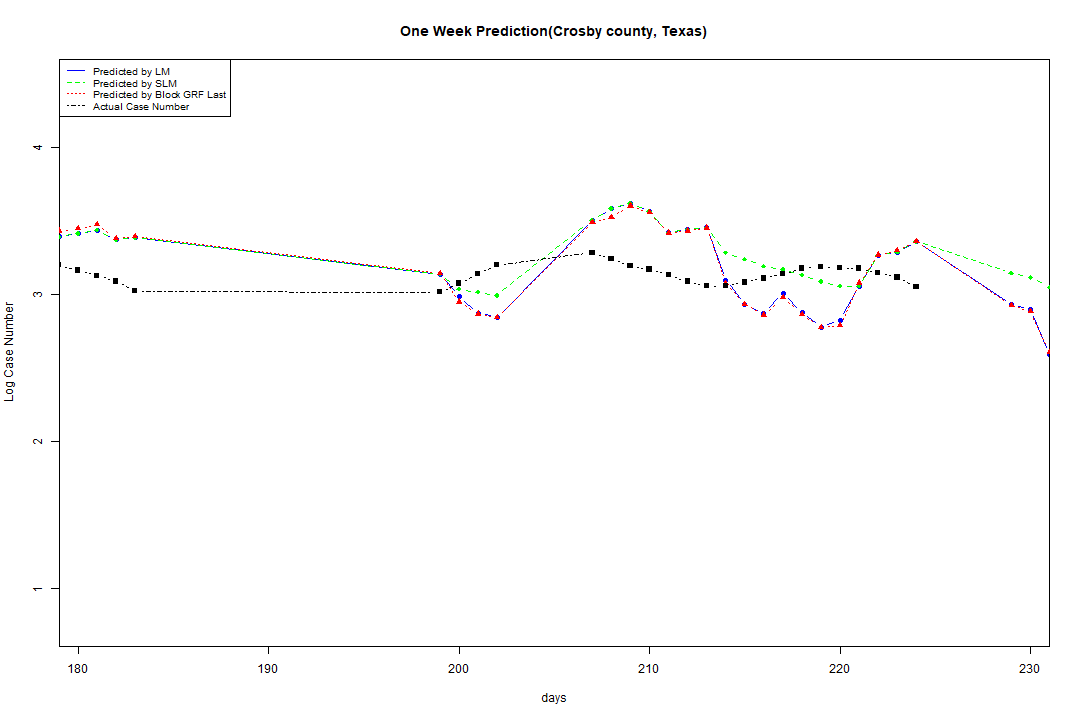 One Week Prediction(Crosby county, Texas)
Predicted by LM
Predicted by SLM
Predicted by Block GRF Last
Actual Case Number
4
3
2
1
Log Case Number
180 190 200 210 220 230
days